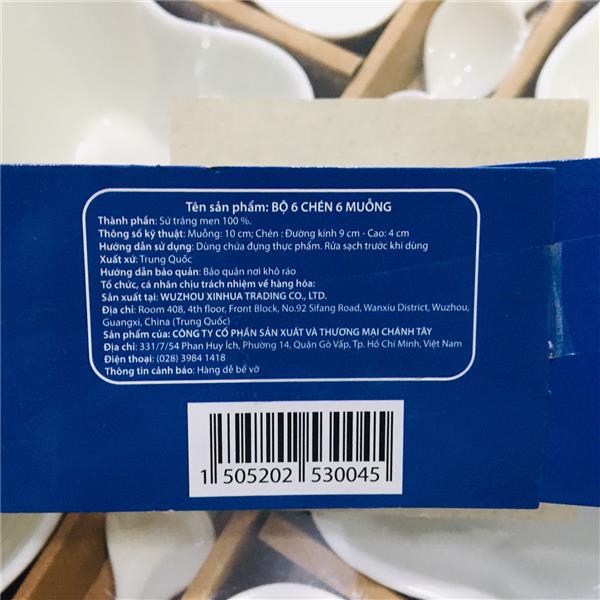 Tên sản phẩm: BỘ 6 CHÉN 6 MUỖNG
Thành phần: Sứ tráng men 100 %.
Thông số kỹ thuật: Muỗng: 10 cm; Chén : Đường kính 9 cm - Cao: 4 cm
Hướng dẫn sử dụng: Dùng chứa đựng thực phẩm. Rửa sạch trước khi dùng
Xuất xứ: Trung Quốc
Hướng dẫn bảo quản: Bảo quản nơi khô ráo
Tổ chức, cá nhân chịu trách nhiệm về hàng hóa:
Sản xuất tại: WUZHOU XINHUA TRADING CO., LTD.
Địa chỉ: Room 408, 4th floor, Front Block, No.92 Sifang Road, Wanxiu District, Wuzhou,
Guangxi, China (Trung Quốc)
Sản phẩm của: CÔNG TY CỔ PHẦN SẢN XUẤT VÀ THƯƠNG MẠI CHÁNH TÂY
Địa chỉ: 331/7/54 Phan Huy Ích, Phường 14, Quận Gò Vấp, Tp. Hồ Chí Minh, Việt Nam
Điện thoại: (028) 3984 1418
Thông tin cảnh báo: Hàng dễ bể vỡ
1 505202 530045